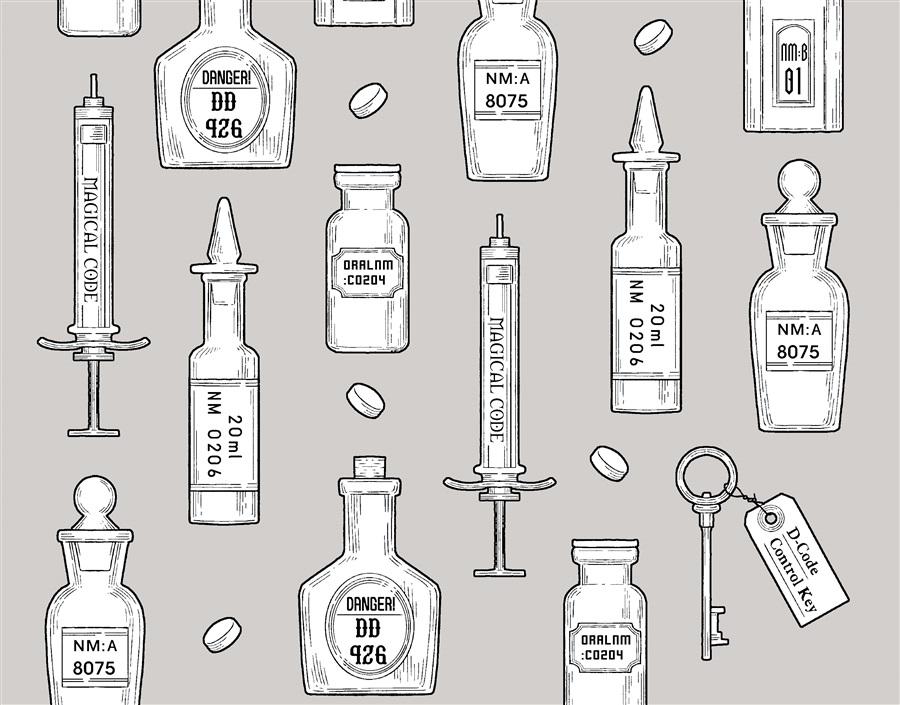 DANGER!
DD
926
NM:A
8075
NM:B
01
MAGICAL CODE
ORALNM
:C0204
20ml
NM 0206
MAGICAL CODE
20ml
NM 0206
NM:A
8075
D-Code
Control Key
DANGER!
DD
926
NM:A
8075
ORALNM
:C0204